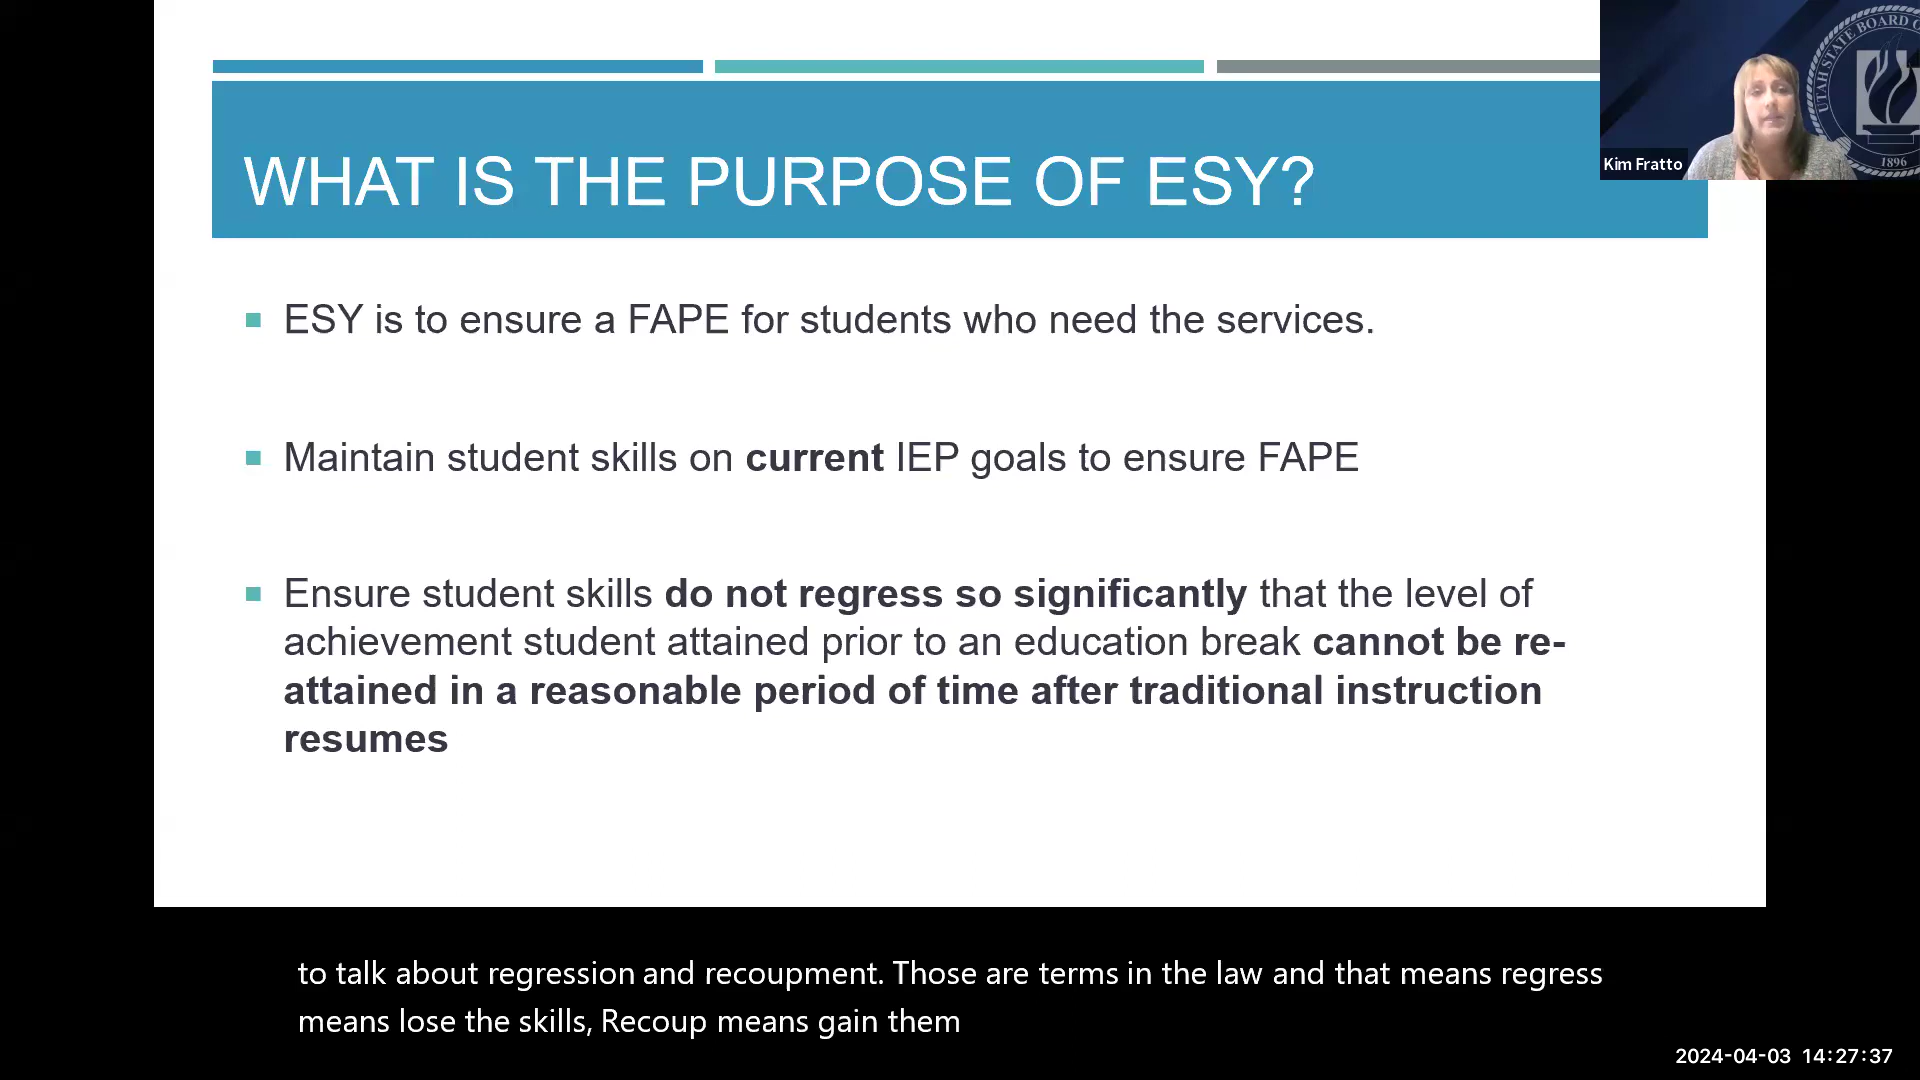 WHAT IS THE PURPOSE OF ESY?
UTAH STATE BOARD
1896
Kim Fratto
ESY is to ensure a FAPE for students who need the services.
Maintain student skills on current IEP goals to ensure FAPE
Ensure student skills do not regress so significantly that the level of
achievement student attained prior to an education break cannot be re-
attained in a reasonable period of time after traditional instruction
resumes
to talk about regression and recoupment. Those are terms in the law and that means regress
means lose the skills, Recoup means gain them
2024-04-03 14:27:37